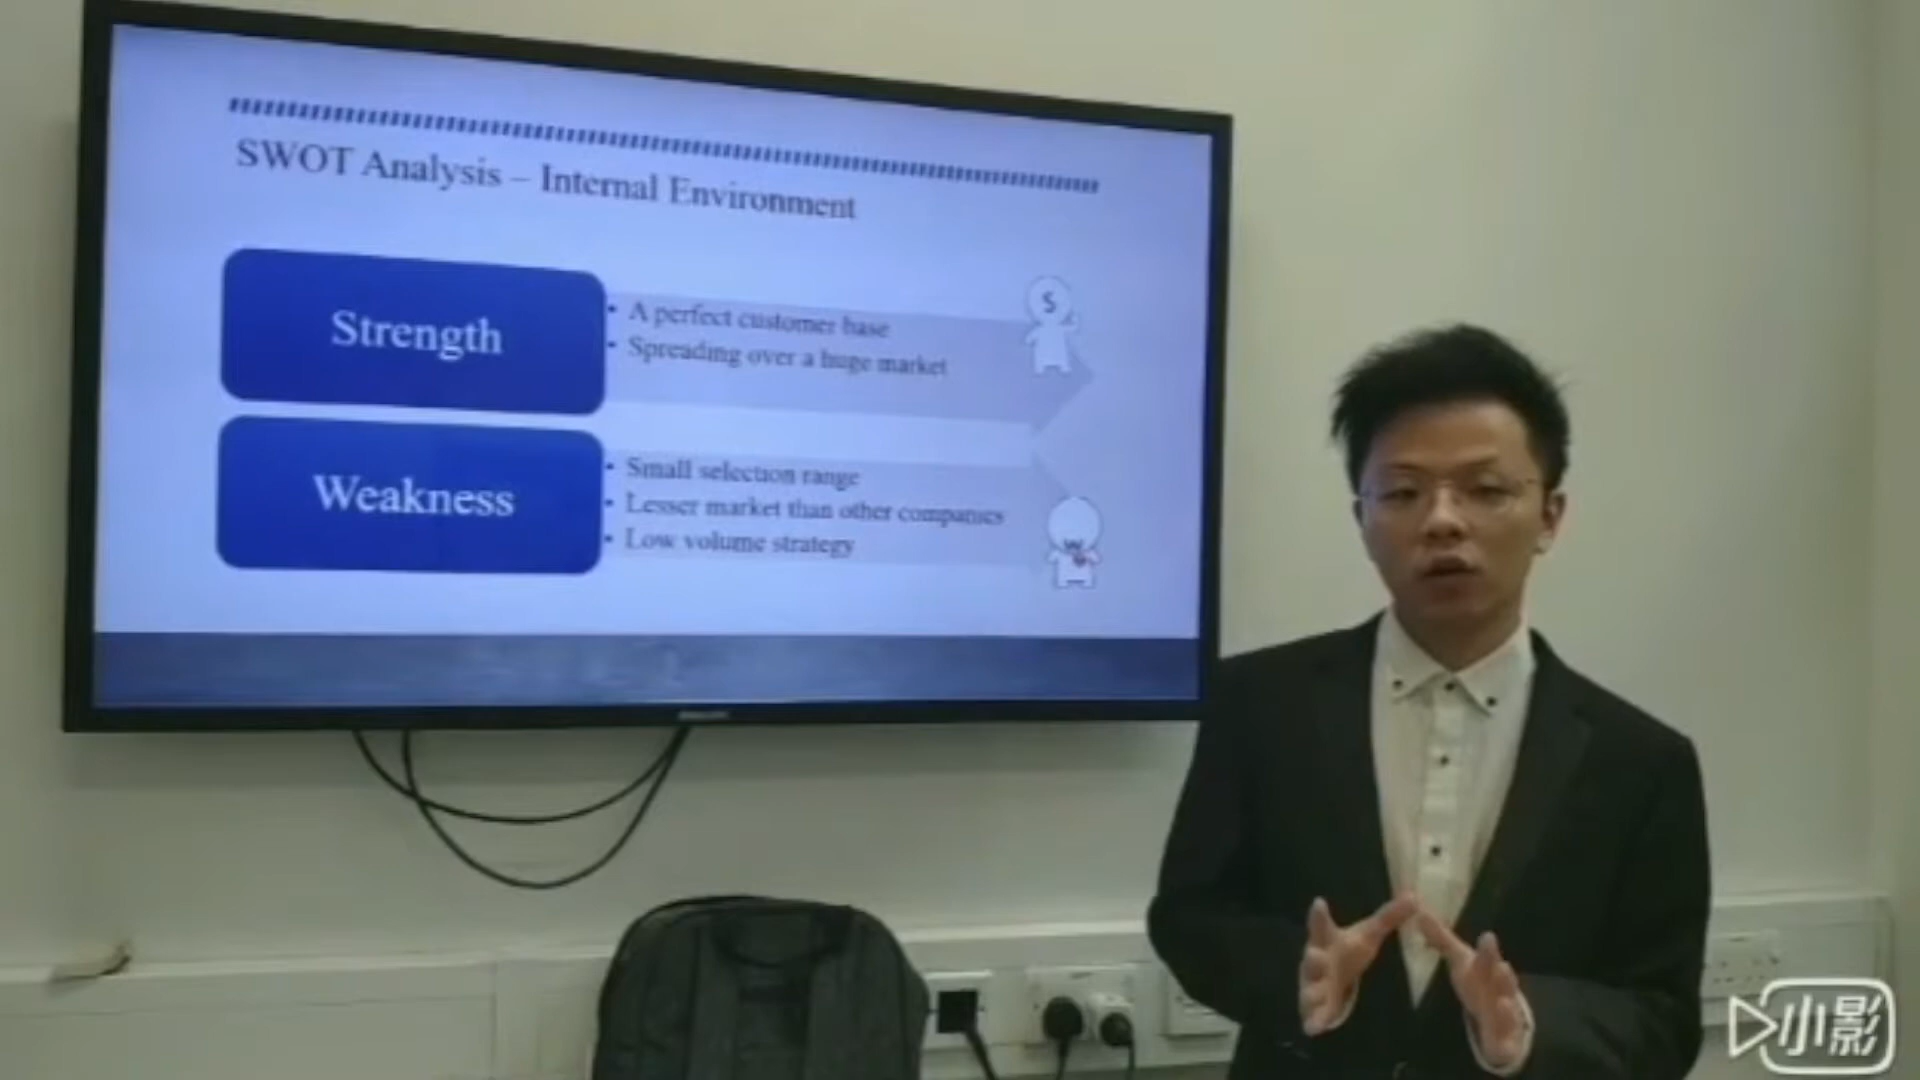 SWOT Analysis – Internal Environment
Strength
• A perfect customer base
• Spreading over a huge market
S
Weakness
• Small selection range
• Lesser market than other companies
• Low volume strategy
W
小影